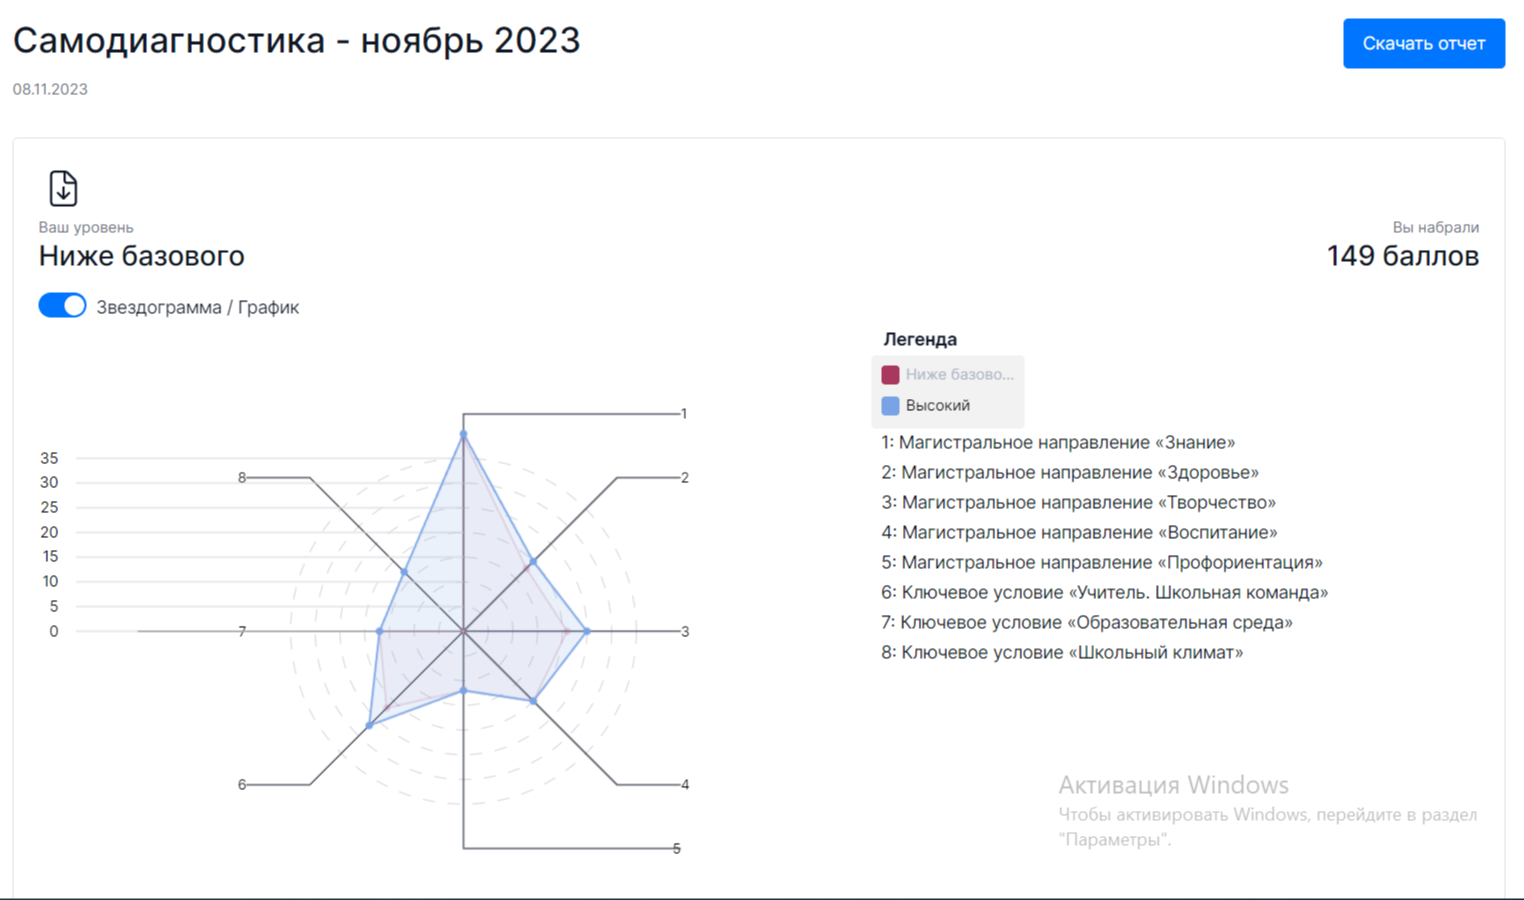 Самодиагностика - ноябрь 2023
Скачать отчет
08.11.2023
Ваш уровень
Ниже базового
Вы набрали
149 баллов
Звездограмма / График
Легенда
Ниже базово...
Высокий
1: Магистральное направление «Знание»
2: Магистральное направление «Здоровье»
3: Магистральное направление «Творчество»
4: Магистральное направление «Воспитание»
5: Магистральное направление «Профориентация»
6: Ключевое условие «Учитель. Школьная команда»
7: Ключевое условие «Образовательная среда»
8: Ключевое условие «Школьный климат»
35
30
25
20
15
10
5
0
1
2
3
4
5
6
7
8
Активация Windows
Чтобы активировать Windows, перейдите в раздел
"Параметры".